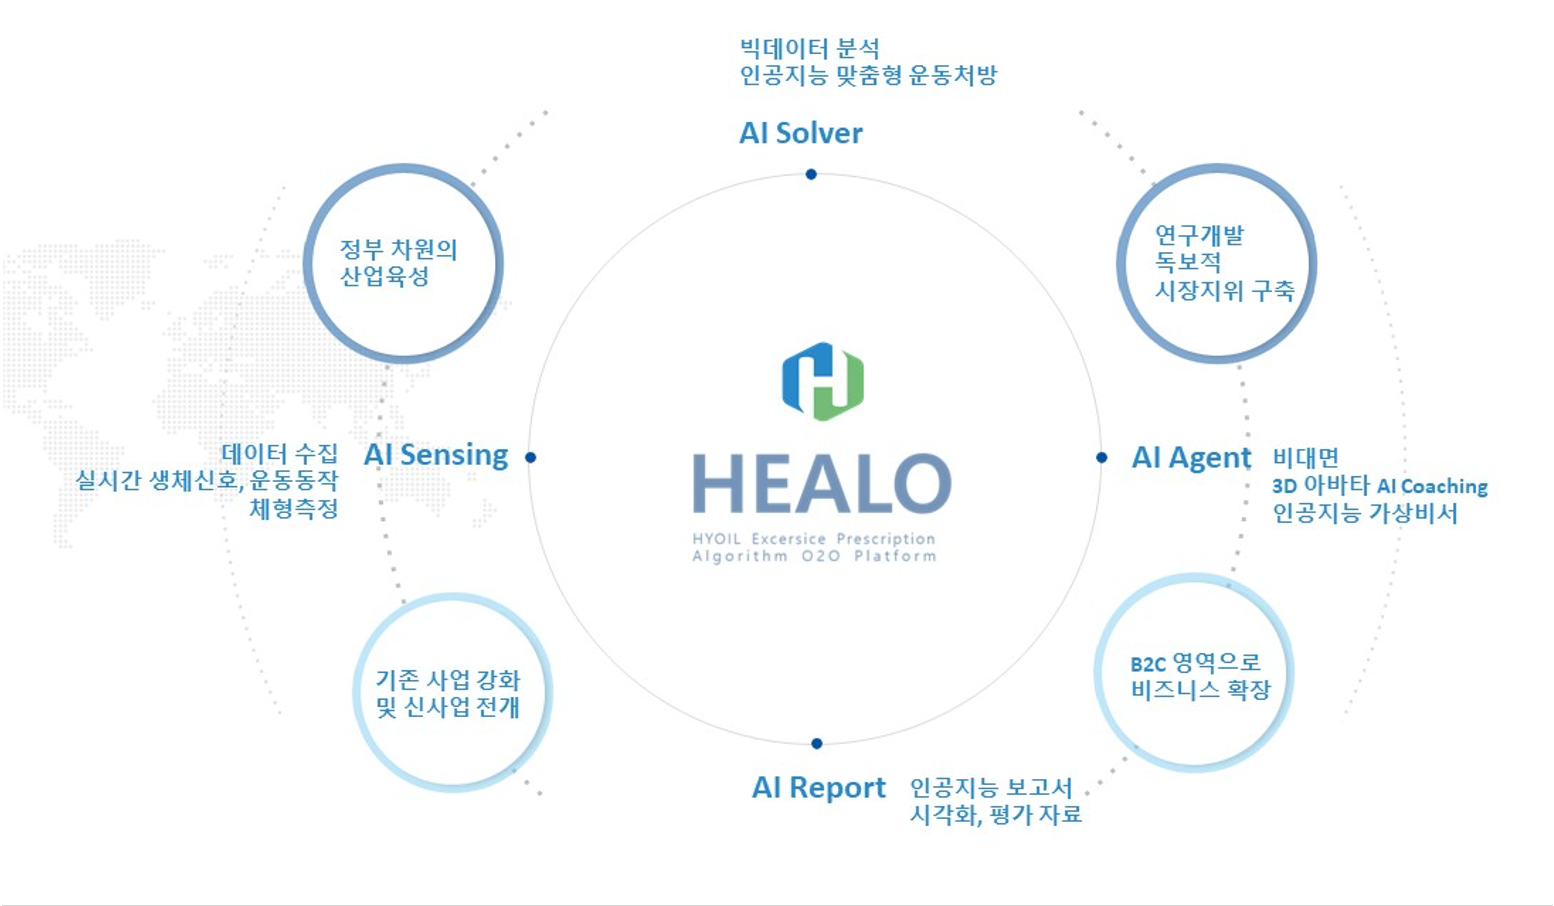 빅데이터 분석
인공지능 맞춤형 운동처방
AI Solver
정부 차원의
산업육성
연구개발
독보적
시장지위 구축
데이터 수집
실시간 생체신호, 운동동작
체형측정
AI Sensing
HEALO
HYOIL Excersice Prescription
Algorithm O2O Platform
AI Agent
비대면
3D 아바타 AI Coaching
인공지능 가상비서
기존 사업 강화
및 신사업 전개
B2C 영역으로
비즈니스 확장
AI Report
인공지능 보고서
시각화, 평가 자료